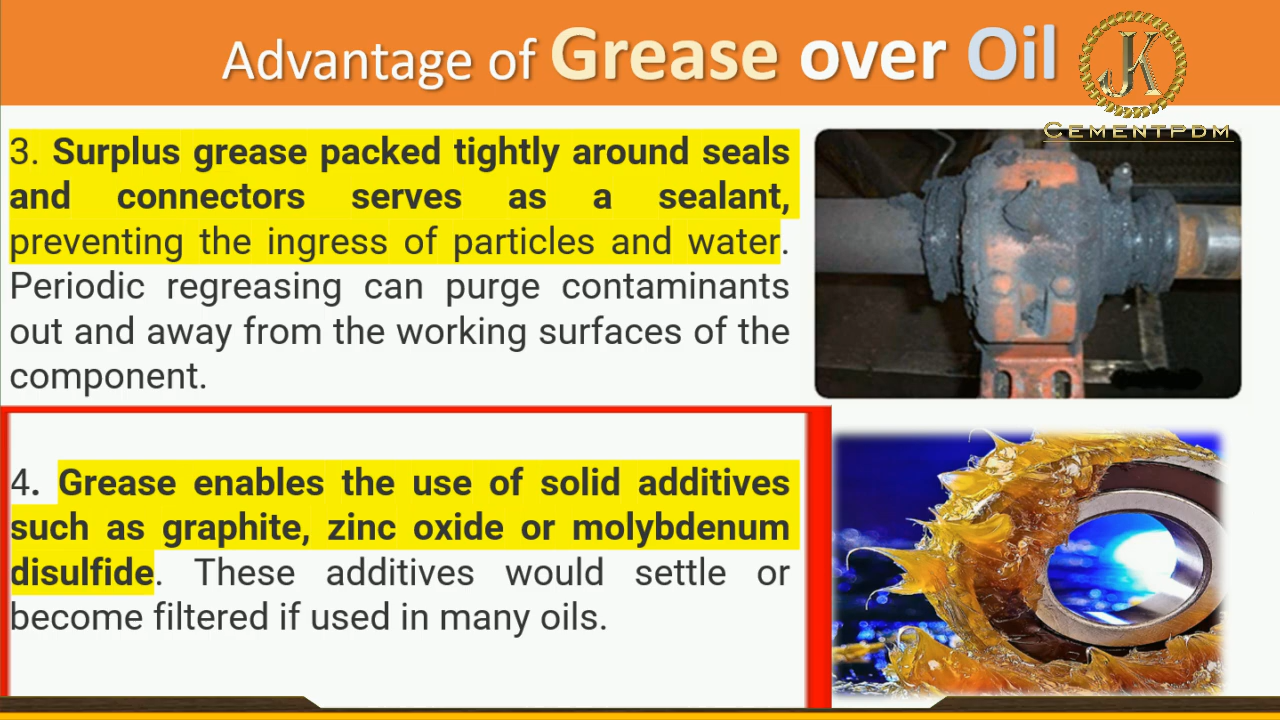 Advantage of Grease over Oil
JK
CEMENTPDM
3. Surplus grease packed tightly around seals
and connectors serves as a sealant,
preventing the ingress of particles and water.
Periodic regreasing can purge contaminants
out and away from the working surfaces of the
component.
4. Grease enables the use of solid additives
such as graphite, zinc oxide or molybdenum
disulfide. These additives would settle or
become filtered if used in many oils.